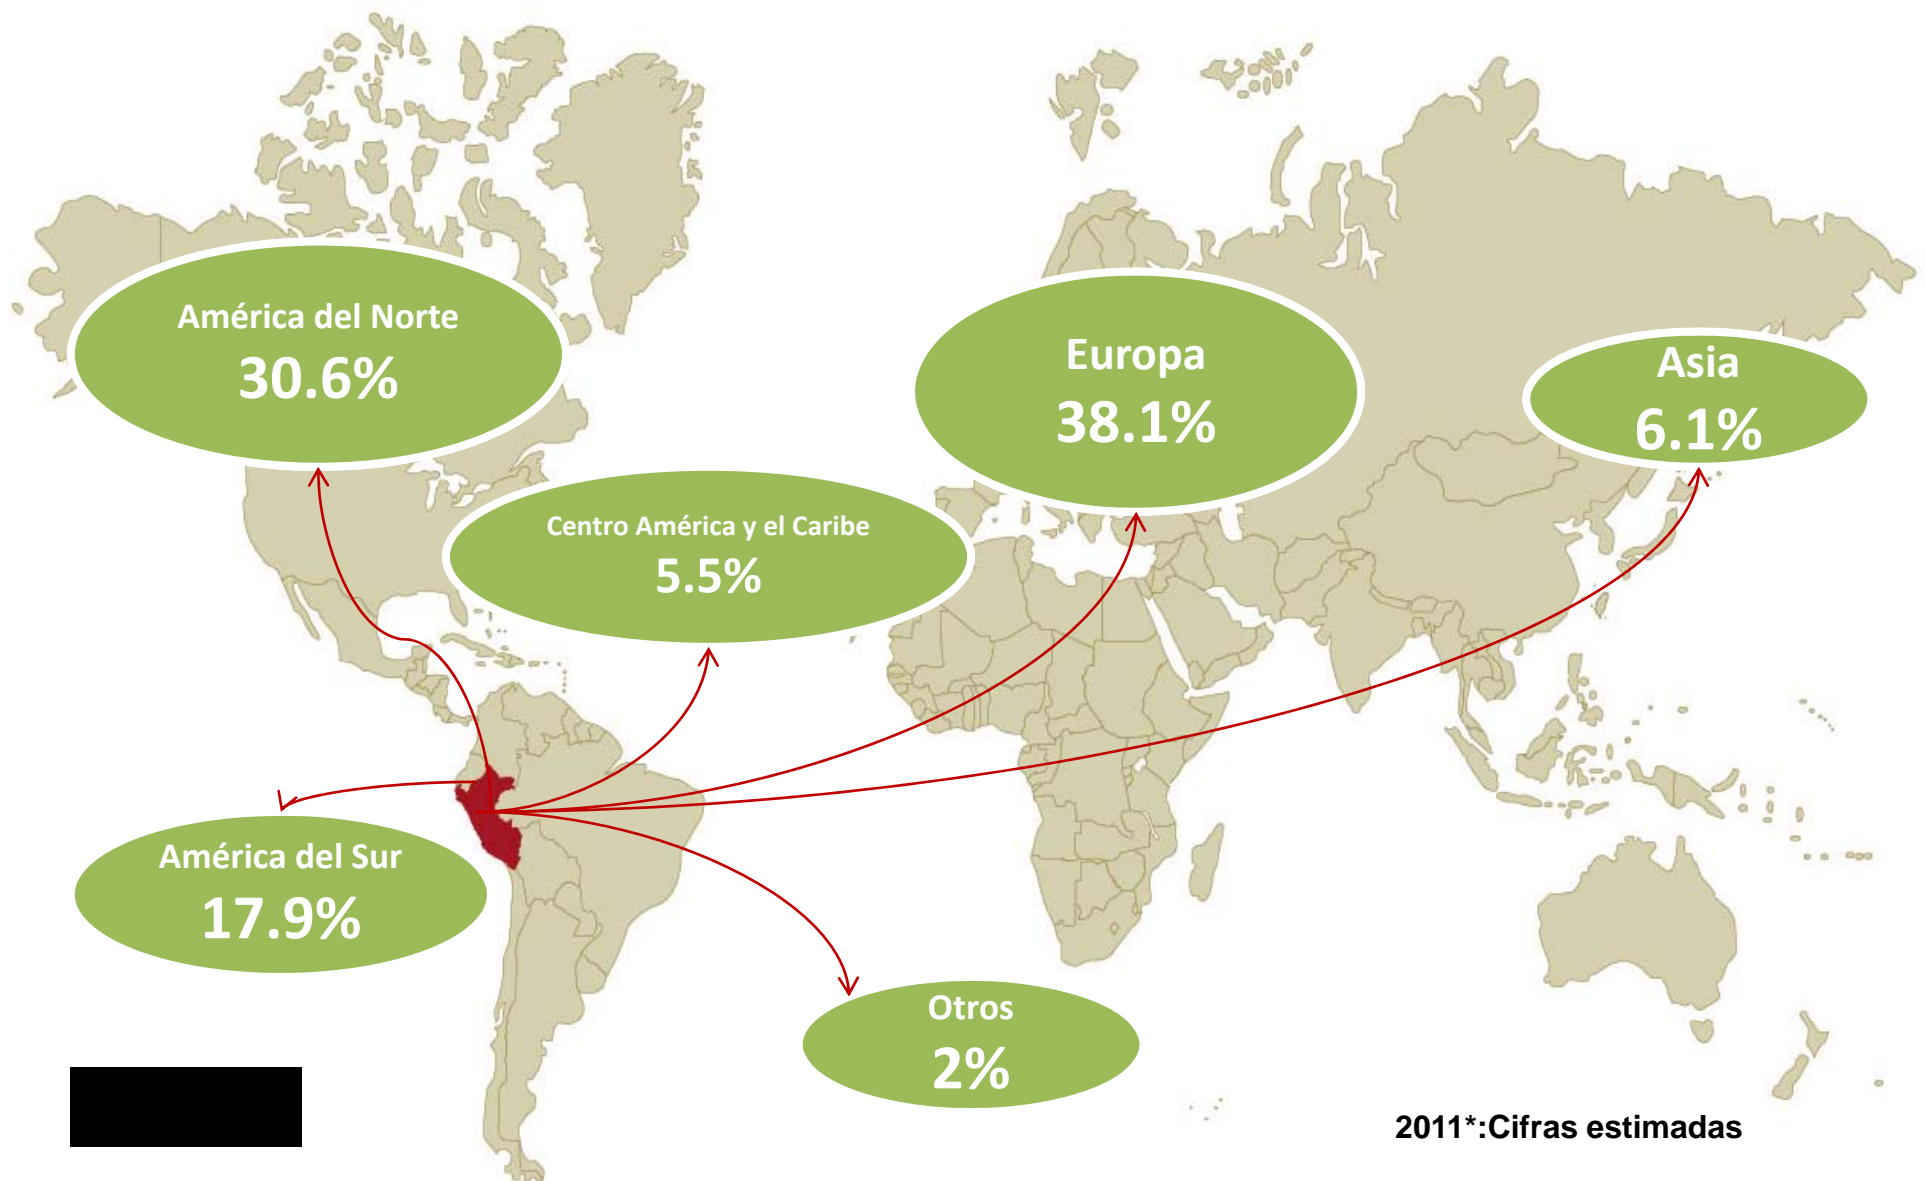 América del Norte
30.6%
Europa
38.1%
Asia
6.1%
Centro América y el Caribe
5.5%
América del Sur
17.9%
Otros
2%
2011*:Cifras estimadas